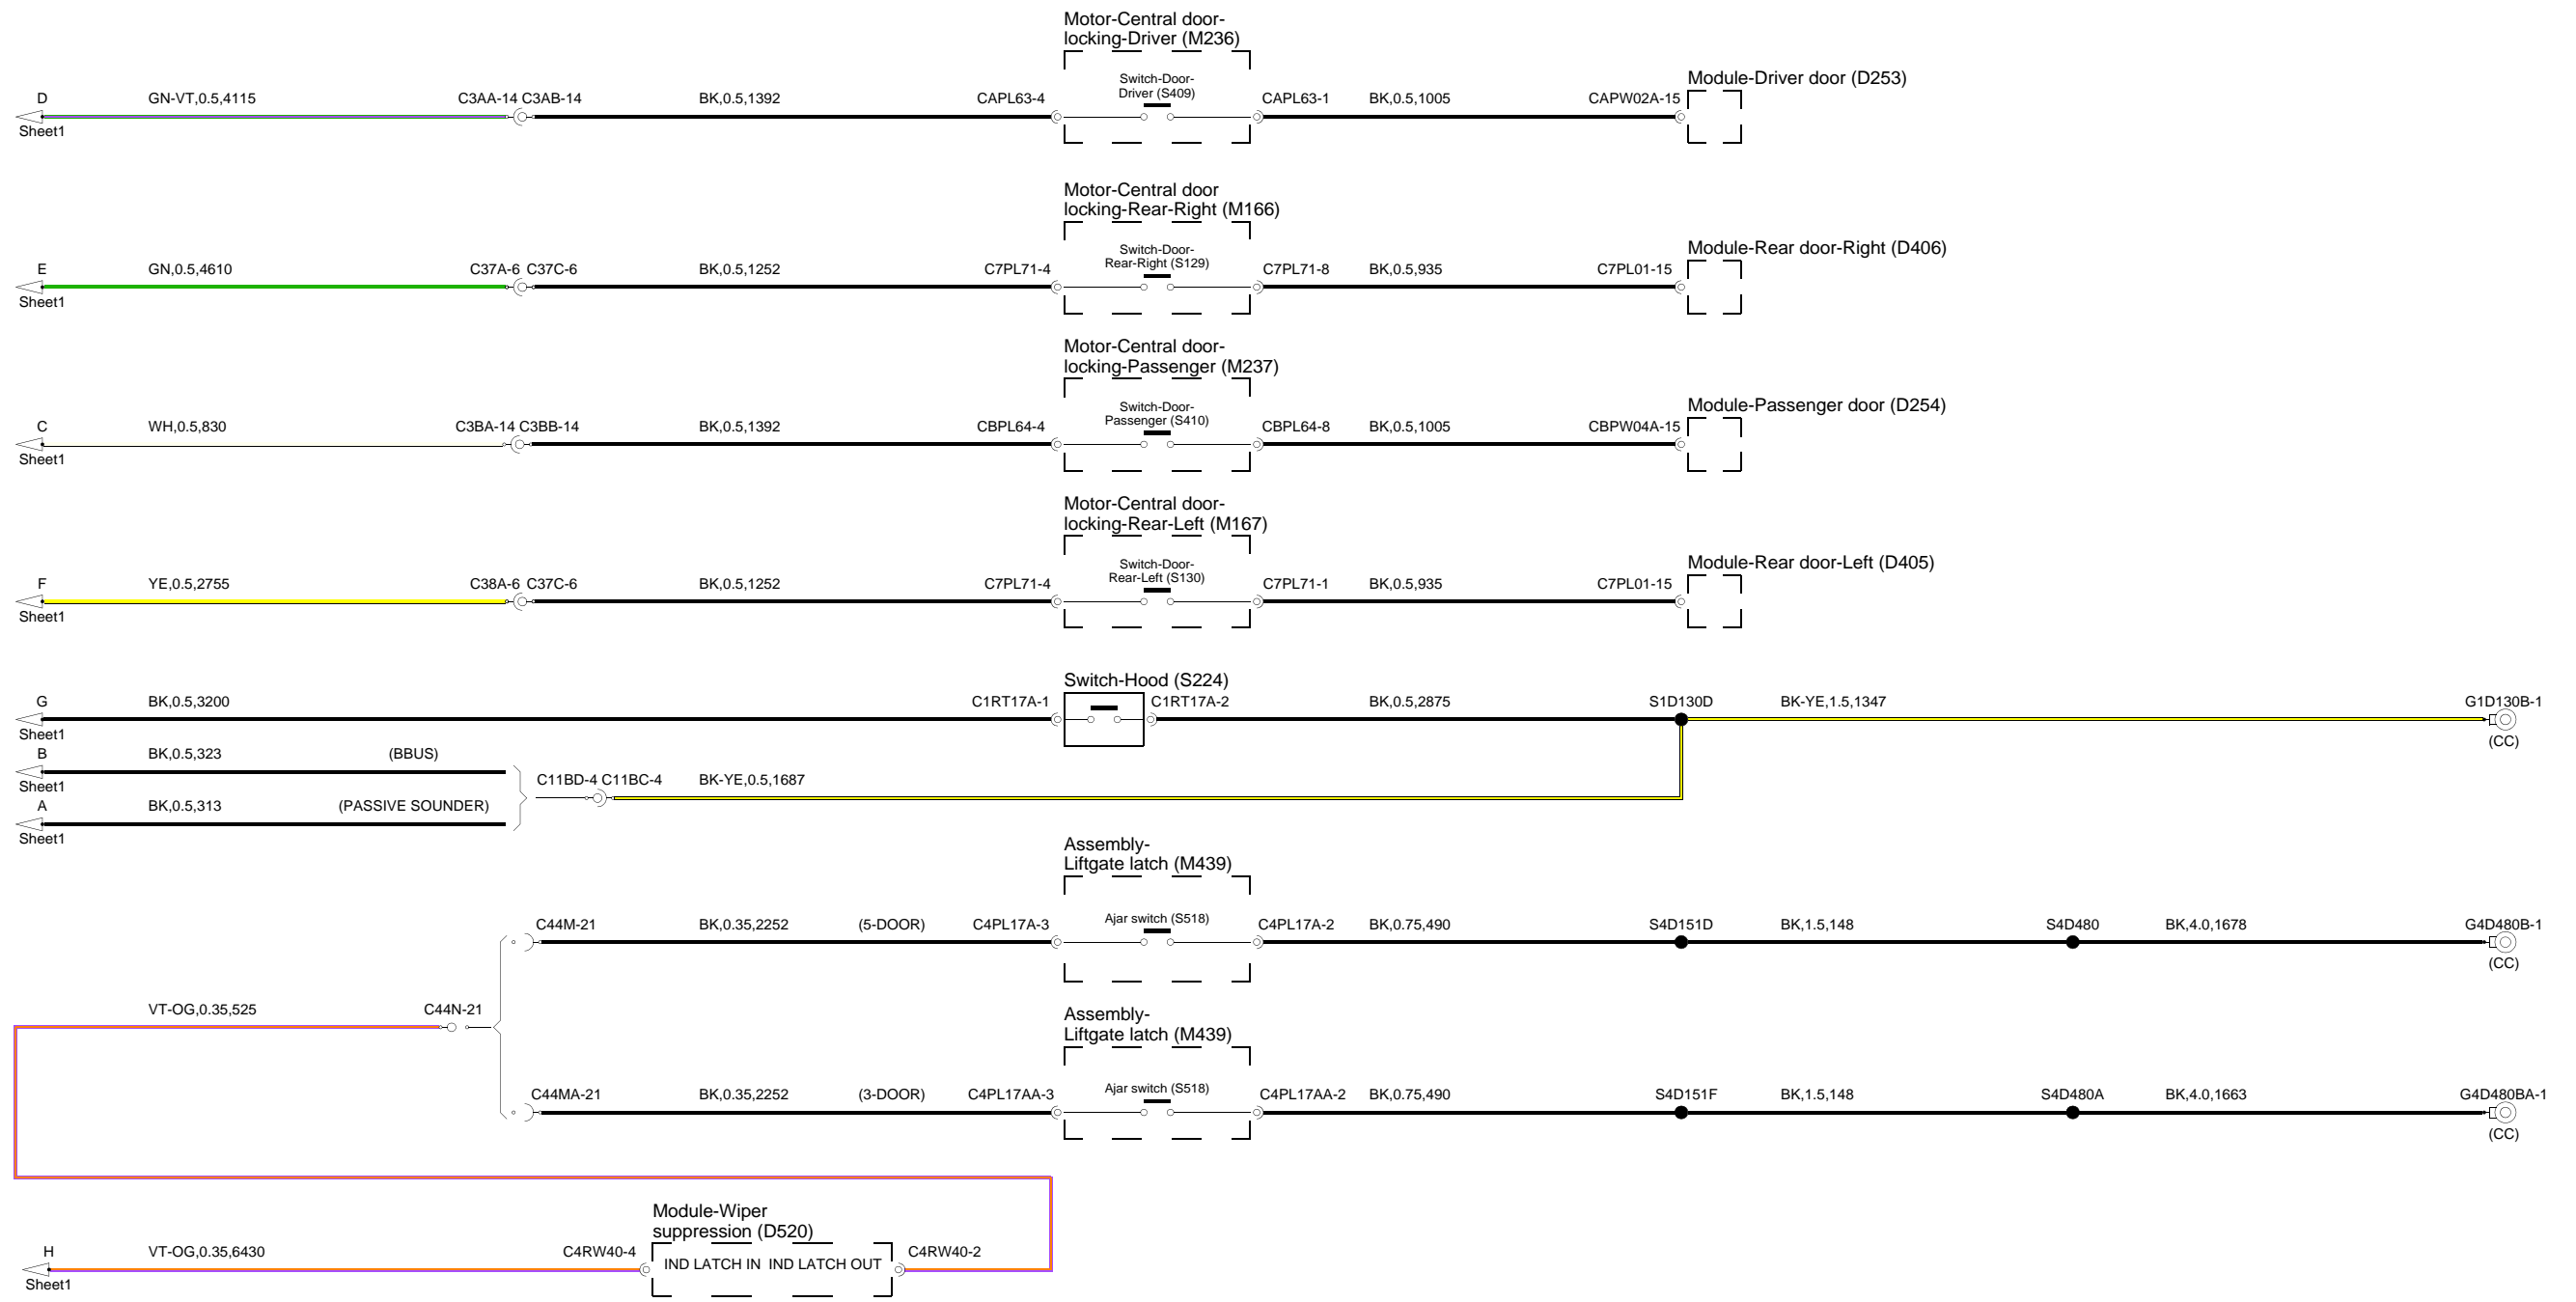 Motor-Central door-
locking-Driver (M236)
Switch-Door-
Driver (S409)
Module-Driver door (D253)
D GN-VT,0.5,4115 C3AA-14 C3AB-14 BK,0.5,1392 CAPL63-4 CAPL63-1 BK,0.5,1005 CAPW02A-15
Sheet1
Motor-Central door
locking-Rear-Right (M166)
Switch-Door-
Rear-Right (S129)
Module-Rear door-Right (D406)
E GN,0.5,4610 C37A-6 C37C-6 BK,0.5,1252 C7PL71-4 C7PL71-8 BK,0.5,935 C7PL01-15
Sheet1
Motor-Central door-
locking-Passenger (M237)
Switch-Door-
Passenger (S410)
Module-Passenger door (D254)
C WH,0.5,830 C3BA-14 C3BB-14 BK,0.5,1392 CBPL64-4 CBPL64-8 BK,0.5,1005 CBPW04A-15
Sheet1
Motor-Central door-
locking-Rear-Left (M167)
Switch-Door-
Rear-Left (S130)
Module-Rear door-Left (D405)
F YE,0.5,2755 C38A-6 C37C-6 BK,0.5,1252 C7PL71-4 C7PL71-1 BK,0.5,935 C7PL01-15
Sheet1
Switch-Hood (S224)
G BK,0.5,3200 C1RT17A-1 C1RT17A-2 BK,0.5,2875 S1D130D BK-YE,1.5,1347 G1D130B-1
Sheet1
(CC)
B BK,0.5,323 (BBUS)
Sheet1
C11BD-4 C11BC-4 BK-YE,0.5,1687
A BK,0.5,313 (PASSIVE SOUNDER)
Sheet1
Assembly-
Liftgate latch (M439)
Ajar switch (S518)
C44M-21 BK,0.35,2252 (5-DOOR) C4PL17A-3 C4PL17A-2 BK,0.75,490 S4D151D BK,1.5,148 S4D480 BK,4.0,1678 G4D480B-1
(CC)
VT-OG,0.35,525 C44N-21
Assembly-
Liftgate latch (M439)
Ajar switch (S518)
C44MA-21 BK,0.35,2252 (3-DOOR) C4PL17AA-3 C4PL17AA-2 BK,0.75,490 S4D151F BK,1.5,148 S4D480A BK,4.0,1663 G4D480BA-1
(CC)
Module-Wiper
suppression (D520)
H VT-OG,0.35,6430 C4RW40-4 IND LATCH IN IND LATCH OUT C4RW40-2
Sheet1